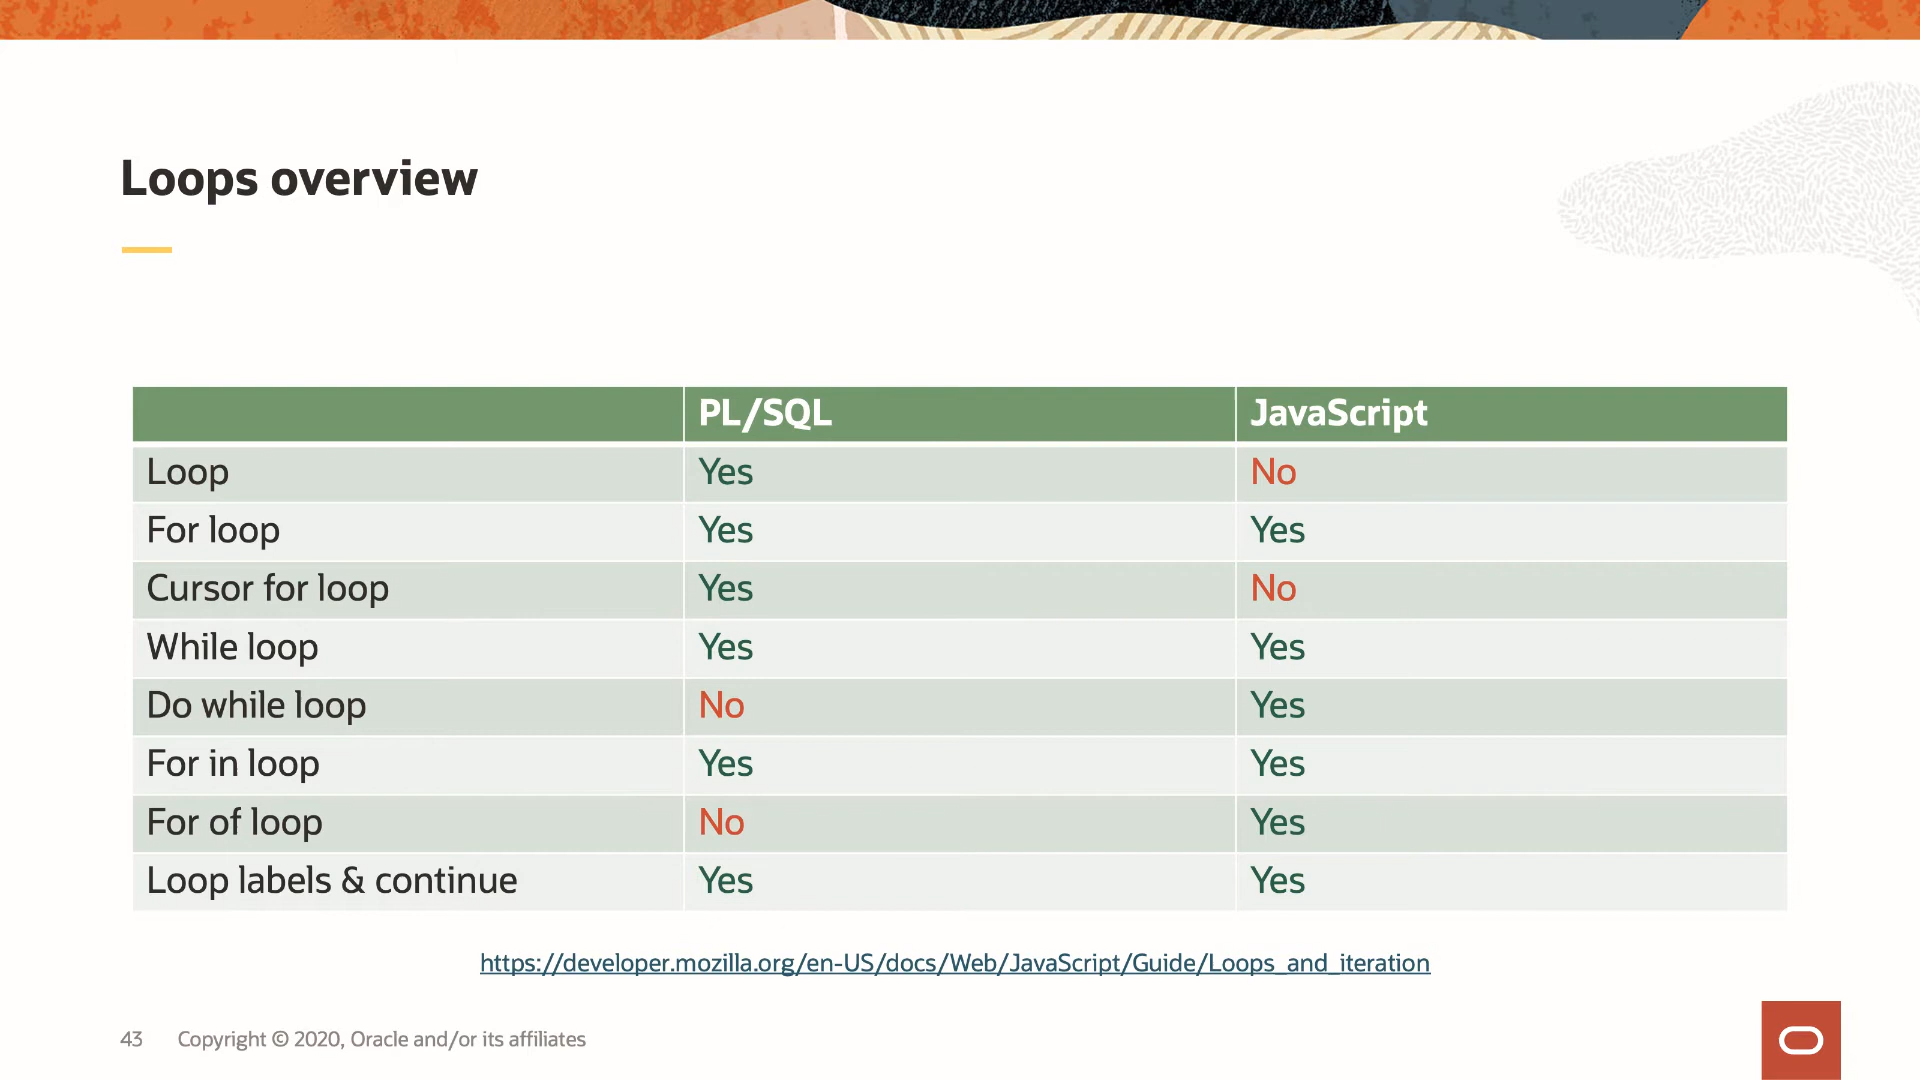 Loops overview
PL/SQL JavaScript
Loop Yes No
For loop Yes Yes
Cursor for loop Yes No
While loop Yes Yes
Do while loop No Yes
For in loop Yes Yes
For of loop No Yes
Loop labels & continue Yes Yes
https://developer.mozilla.org/en-US/docs/Web/JavaScript/Guide/Loops_and_iteration
43 Copyright © 2020, Oracle and/or its affiliates